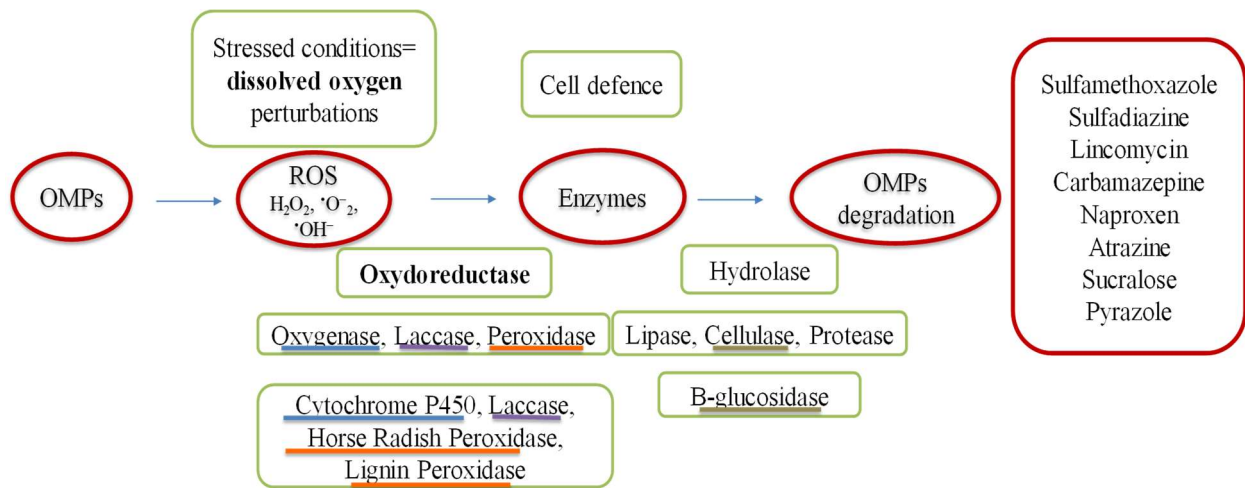 Stressed conditions=
dissolved oxygen
perturbations
Cell defence
OMPs
ROS
H₂O₂, •O⁻₂,
•OH⁻
Enzymes
OMPs
degradation
Sulfamethoxazole
Sulfadiazine
Lincomycin
Carbamazepine
Naproxen
Atrazine
Sucralose
Pyrazole
Oxydoreductase
Hydrolase
Oxygenase, Laccase, Peroxidase
Lipase, Cellulase, Protease
Cytochrome P450, Laccase,
Horse Radish Peroxidase,
Lignin Peroxidase
B-glucosidase